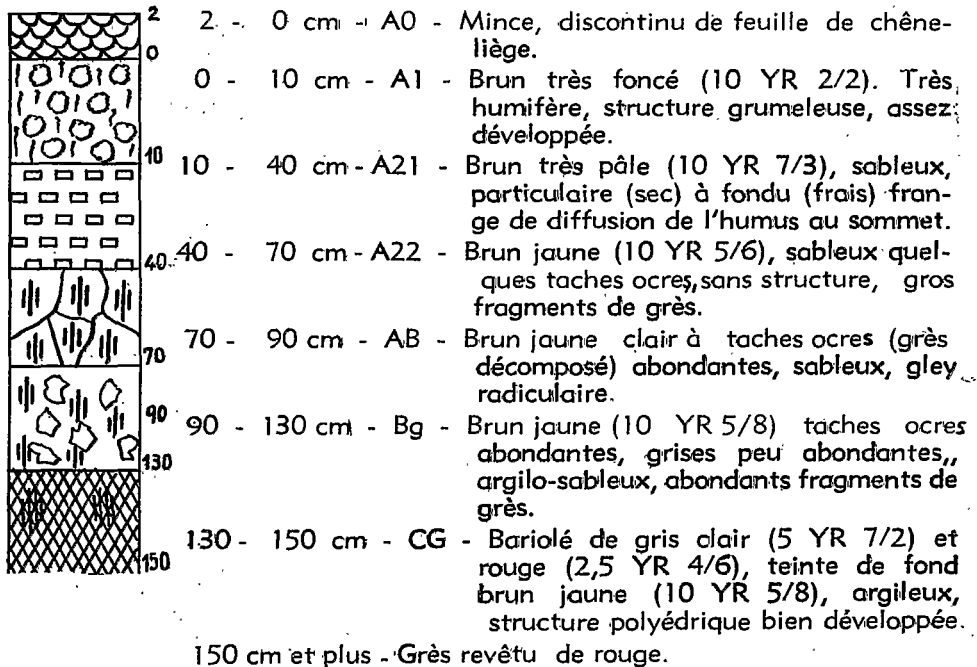 2
2 - 0 cm - A0 - Mince, discontinu de feuille de chêne-
liège.
0
0 - 10 cm - A1 - Brun très foncé (10 YR 2/2). Très
humifère, structure grumeleuse, assez
développée.
10
10 - 40 cm - A21 - Brun très pâle (10 YR 7/3), sableux,
particulaire (sec) à fondu (frais) fran-
ge de diffusion de l'humus au sommet.
40
40 - 70 cm - A22 - Brun jaune (10 YR 5/6), sableux quel-
ques taches ocres, sans structure, gros
fragments de grès.
70
70 - 90 cm - AB - Brun jaune clair à taches ocres (grès
décomposé) abondantes, sableux, gley
radiculaire.
90
90 - 130 cm - Bg - Brun jaune (10 YR 5/8) taches ocres
abondantes, grises peu abondantes,,
argilo-sableux, abondants fragments de
grès.
130
130 - 150 cm - CG - Bariolé de gris clair (5 YR 7/2) et
rouge (2,5 YR 4/6), teinte de fond
brun jaune (10 YR 5/8), argileux,
structure polyédrique bien développée.
150
150 cm et plus - Grès revêtu de rouge.